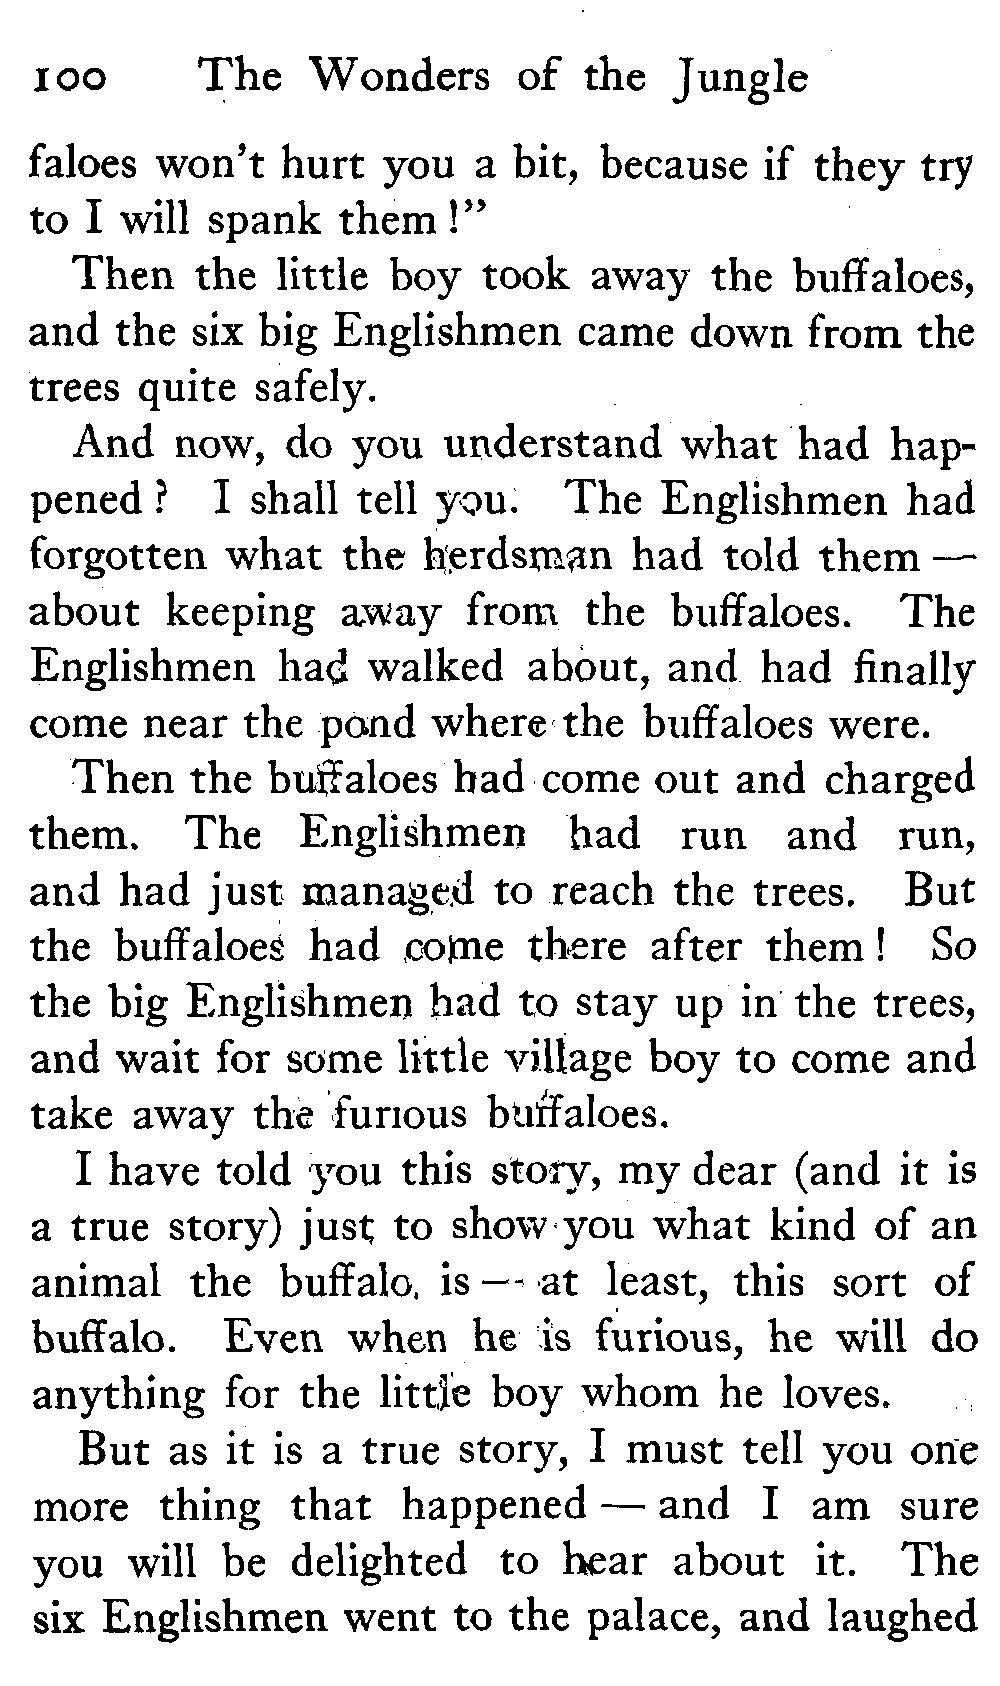 100 The Wonders of the Jungle
faloes won't hurt you a bit, because if they try
to I will spank them!"
Then the little boy took away the buffaloes,
and the six big Englishmen came down from the
trees quite safely.
And now, do you understand what had hap-
pened? I shall tell you. The Englishmen had
forgotten what the herdsman had told them —
about keeping away from the buffaloes. The
Englishmen had walked about, and had finally
come near the pond where the buffaloes were.
Then the buffaloes had come out and charged
them. The Englishmen had run and run,
and had just managed to reach the trees. But
the buffaloes had come there after them! So
the big Englishmen had to stay up in the trees,
and wait for some little village boy to come and
take away the furious buffaloes.
I have told you this story, my dear (and it is
a true story) just to show you what kind of an
animal the buffalo is — at least, this sort of
buffalo. Even when he is furious, he will do
anything for the little boy whom he loves.
But as it is a true story, I must tell you one
more thing that happened — and I am sure
you will be delighted to hear about it. The
six Englishmen went to the palace, and laughed